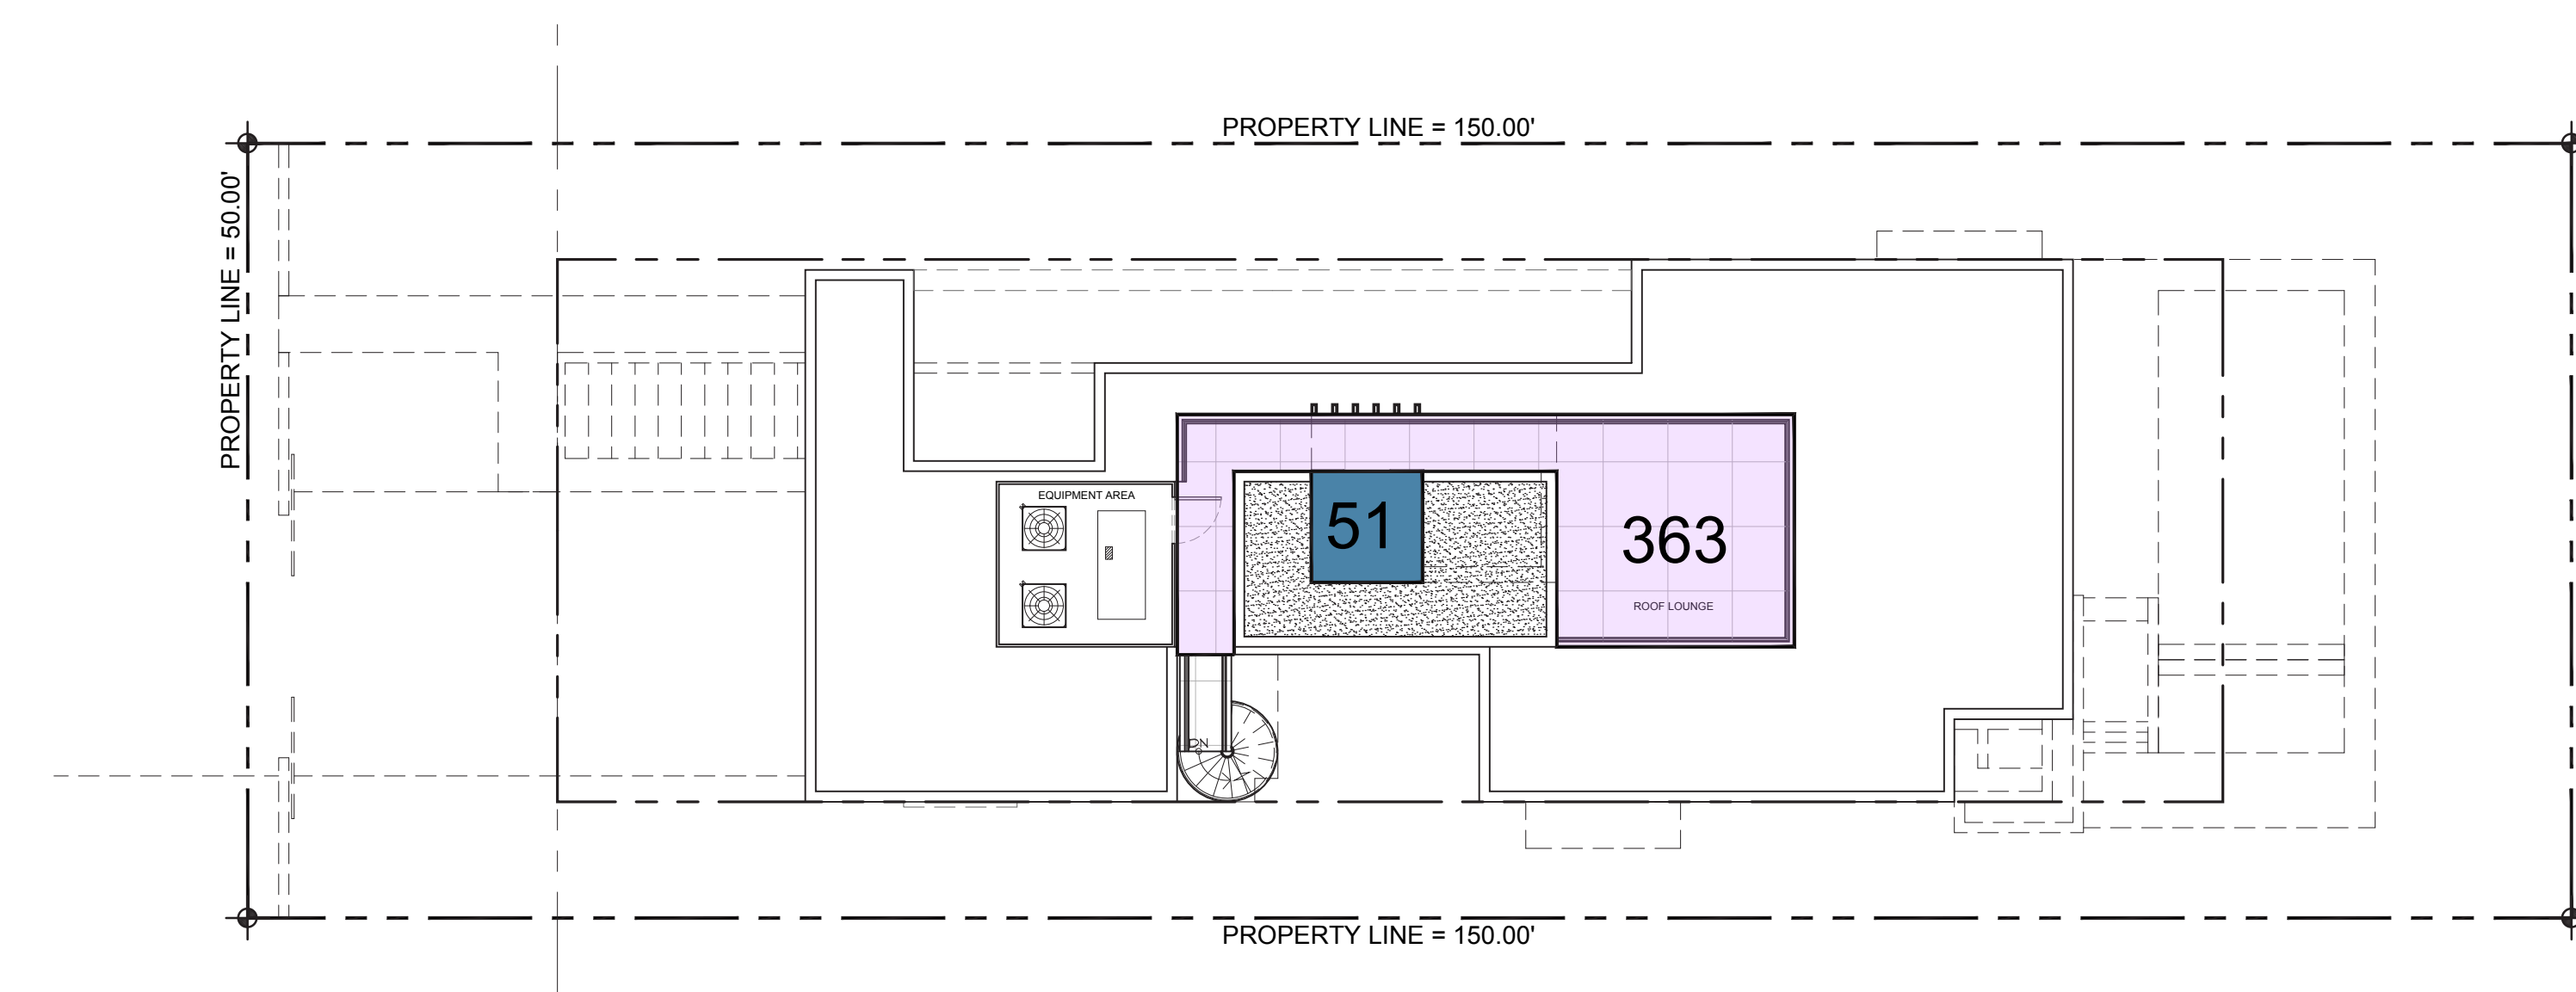 PROPERTY LINE = 150.00'
PROPERTY LINE = 50.00'
EQUIPMENT AREA
51
363
ROOF LOUNGE
DN
PROPERTY LINE = 150.00'